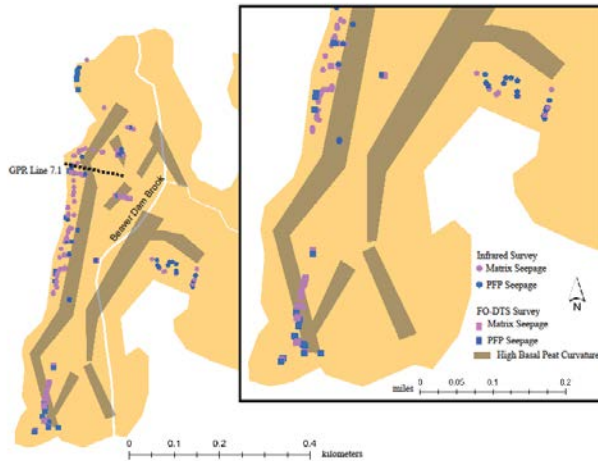 GPR Line 7.1
Beaver Dam Brook
Infrared Survey
Matrix Seepage
PFP Seepage
FO-DTS Survey
Matrix Seepage
PFP Seepage
High Basal Peat Curvature
N
miles
0 0.05 0.1 0.2
0 0.1 0.2 0.4
kilometers